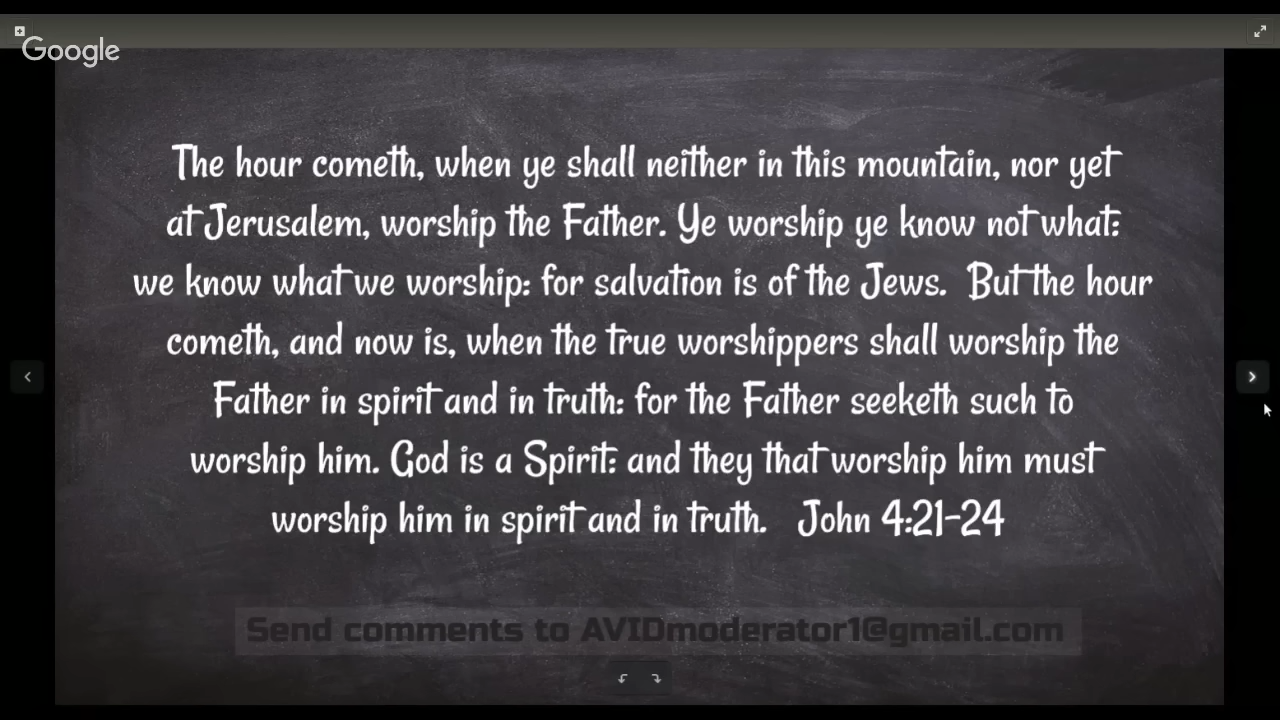 Google
The hour cometh, when ye shall neither in this mountain, nor yet
at Jerusalem, worship the Father. Ye worship ye know not what:
we know what we worship: for salvation is of the Jews. But the hour
cometh, and now is, when the true worshippers shall worship the
Father in spirit and in truth: for the Father seeketh such to
worship him. God is a Spirit: and they that worship him must
worship him in spirit and in truth. John 4:21-24
Send comments to AVIDmoderator1@gmail.com